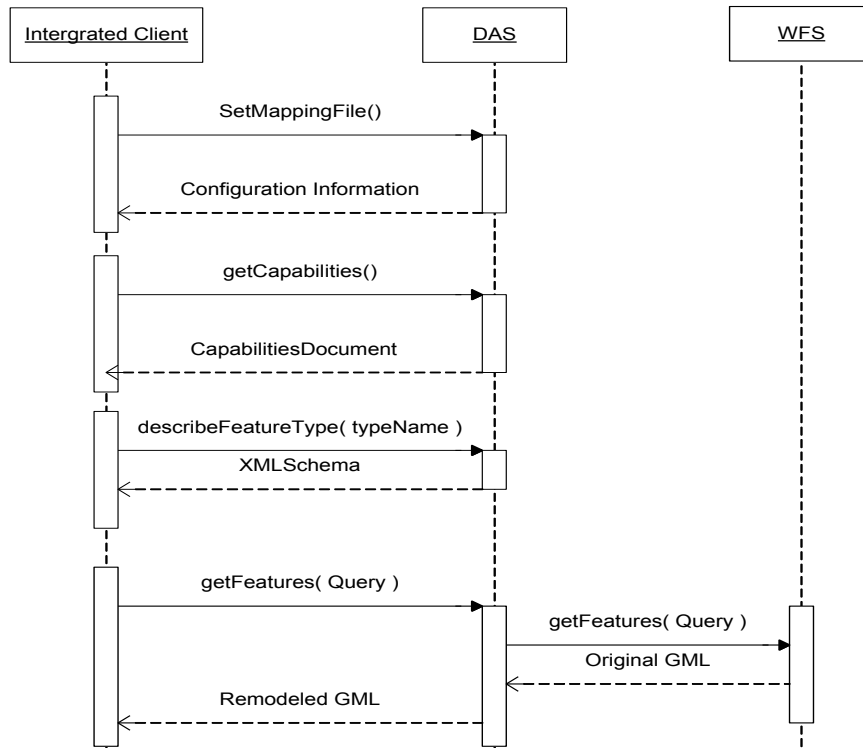 Intergrated Client
DAS
WFS
SetMappingFile()
Configuration Information
getCapabilities()
CapabilitiesDocument
describeFeatureType( typeName )
XMLSchema
getFeatures( Query )
getFeatures( Query )
Original GML
Remodeled GML